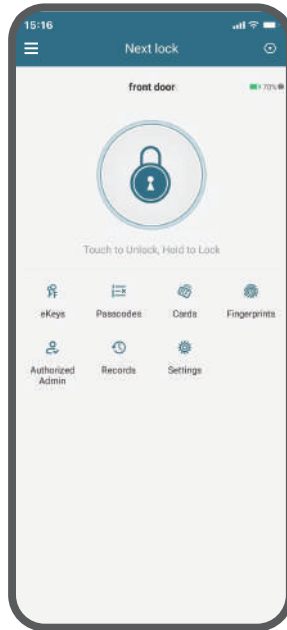 15:16
Next lock
front door
70%
Touch to Unlock, Hold to Lock
eKeys Passcodes Cards Fingerprints
Authorized Admin Records Settings